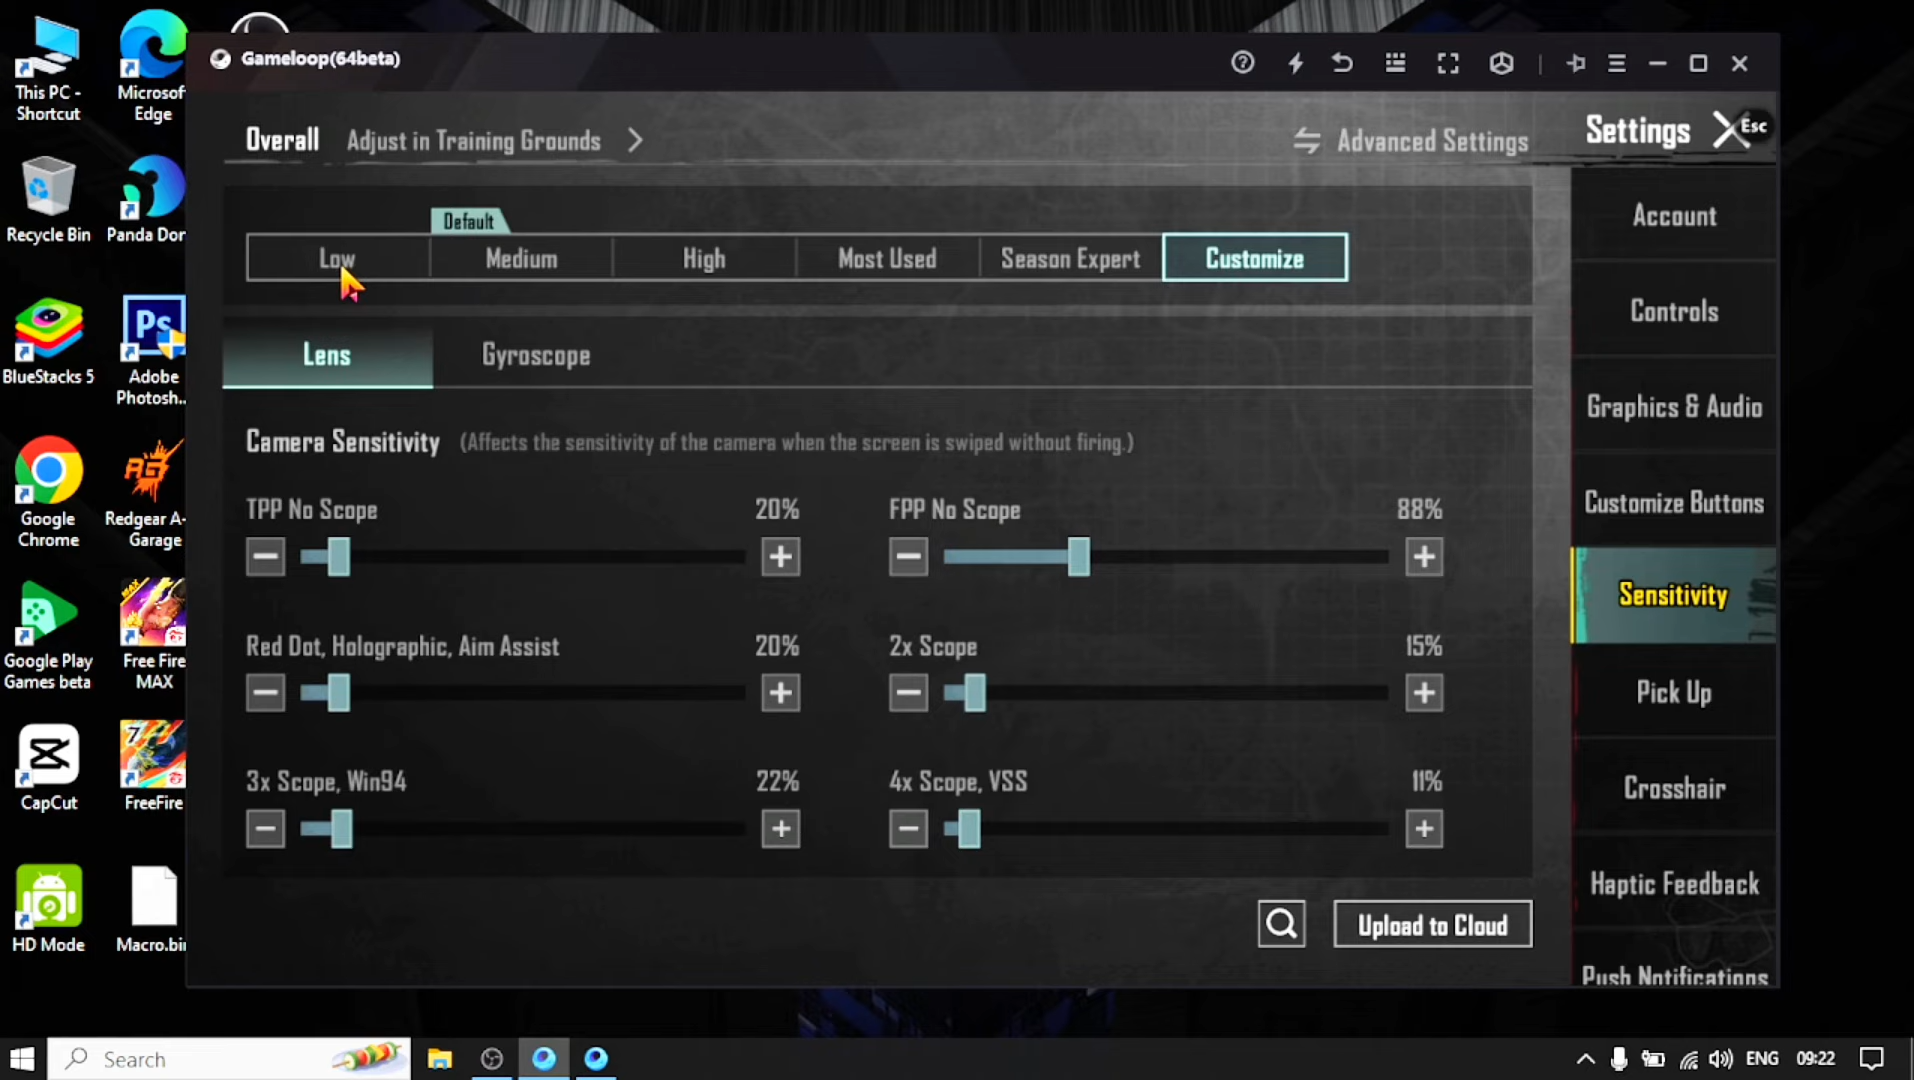 This PC -
Shortcut
Microsof
Edge
Recycle Bin
Panda Dor
BlueStacks 5
Ps
Adobe
Photosh...
Google
Chrome
Redgear A-
Garage
Google Play
Games beta
MAX
Free Fire
MAX
CapCut
7
FreeFire
HD Mode
Macro.bin
Gameloop(64beta)
Overall
Adjust in Training Grounds
Advanced Settings
Settings
Esc
Default
Low
Medium
High
Most Used
Season Expert
Customize
Lens
Gyroscope
Camera Sensitivity (Affects the sensitivity of the camera when the screen is swiped without firing.)
TPP No Scope 20%
FPP No Scope 88%
Red Dot, Holographic, Aim Assist 20%
2x Scope 15%
3x Scope, Win94 22%
4x Scope, VSS 11%
Upload to Cloud
Account
Controls
Graphics & Audio
Customize Buttons
Sensitivity
Pick Up
Crosshair
Haptic Feedback
Push Notifications
Search
ENG
09:22